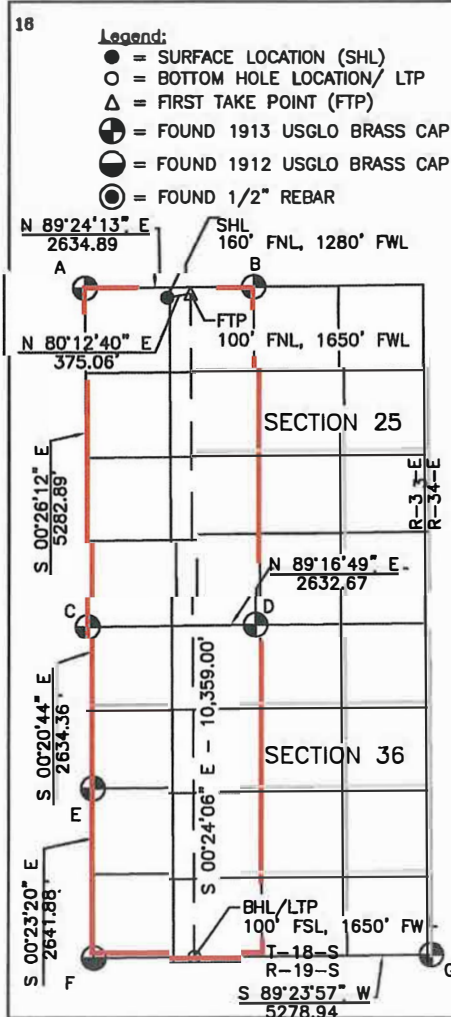 16
Legend:
● = SURFACE LOCATION (SHL)
○ = BOTTOM HOLE LOCATION/ LTP
△ = FIRST TAKE POINT (FTP)
= FOUND 1913 USGLO BRASS CAP
= FOUND 1912 USGLO BRASS CAP
= FOUND 1/2" REBAR
N 89°24'13" E
2634.89
SHL
160' FNL, 1280' FWL
A
B
FTP
N 80°12'40" E
375.06'
100' FNL, 1650' FWL
SECTION 25
S 00°26'12" E
5282.89'
R-33-E
R-34-E
N 89°16'49" E
2632.67
C
D
S 00°20'44" E
2634.36'
S 00°24'06" E - 10,359.00'
SECTION 36
E
S 00°23'20" E
2641.88'
BHL/LTP
100' FSL, 1650' FW
T-18-S
R-19-S
F
G
S 89°23'57" W
5278.94